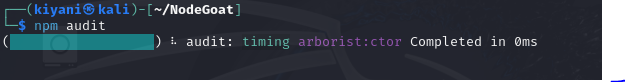 ┌──(kiyani㉿kali)-[~/NodeGoat]
└─$ npm audit
(                    ) ⠧ audit: timing arborist:ctor Completed in 0ms